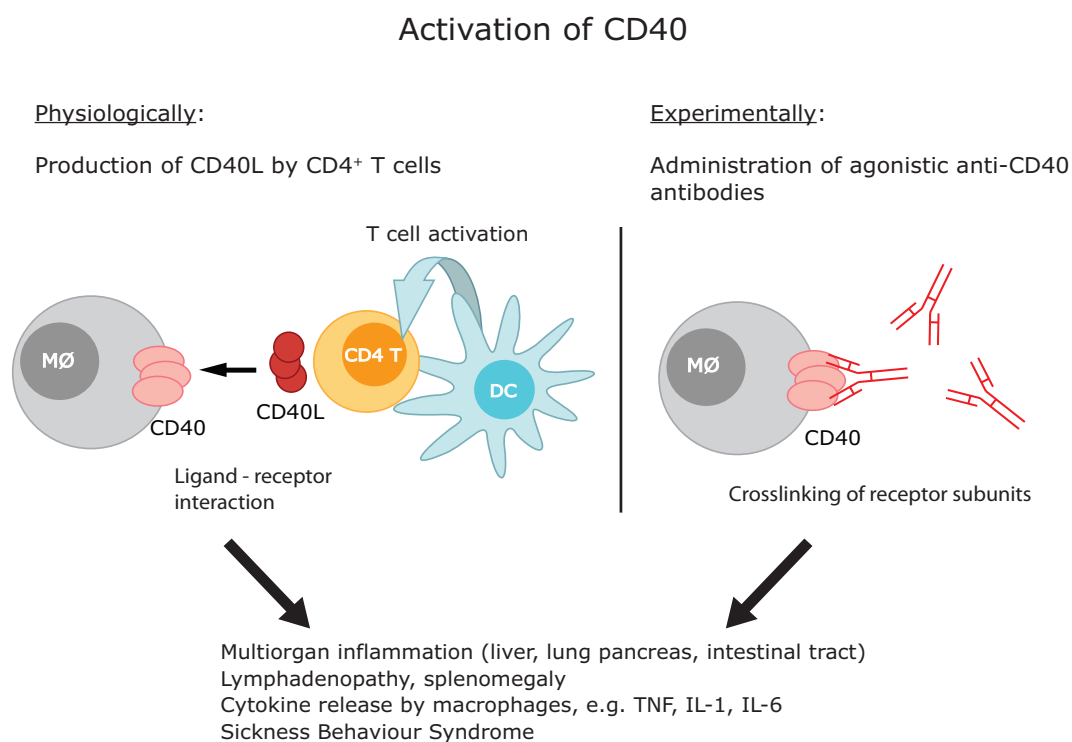 Activation of CD40
Physiologically:
Production of CD40L by CD4⁺ T cells
T cell activation
MØ
CD40
CD40L
CD4 T
DC
Ligand - receptor
interaction
Experimentally:
Administration of agonistic anti-CD40
antibodies
MØ
CD40
Crosslinking of receptor subunits
Multiorgan inflammation (liver, lung pancreas, intestinal tract)
Lymphadenopathy, splenomegaly
Cytokine release by macrophages, e.g. TNF, IL-1, IL-6
Sickness Behaviour Syndrome